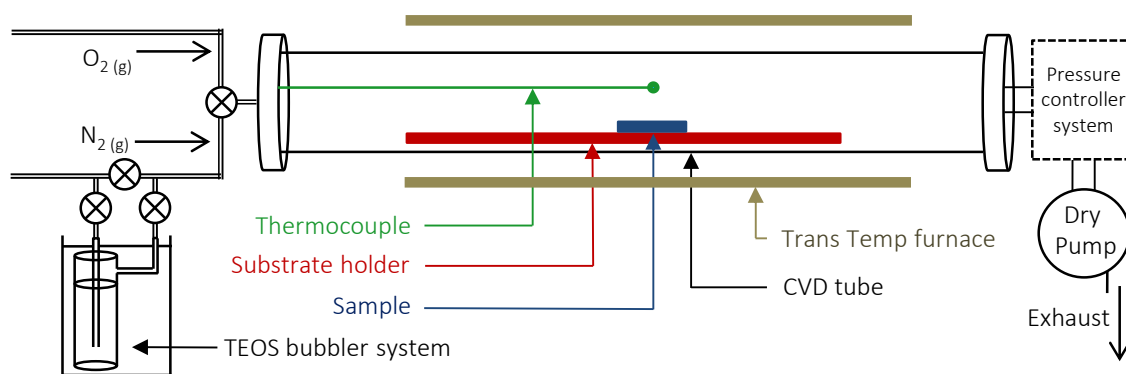 O2 (g)
N2 (g)
Pressure
controller
system
Thermocouple
Substrate holder
Sample
TEOS bubbler system
Trans Temp furnace
CVD tube
Dry
Pump
Exhaust